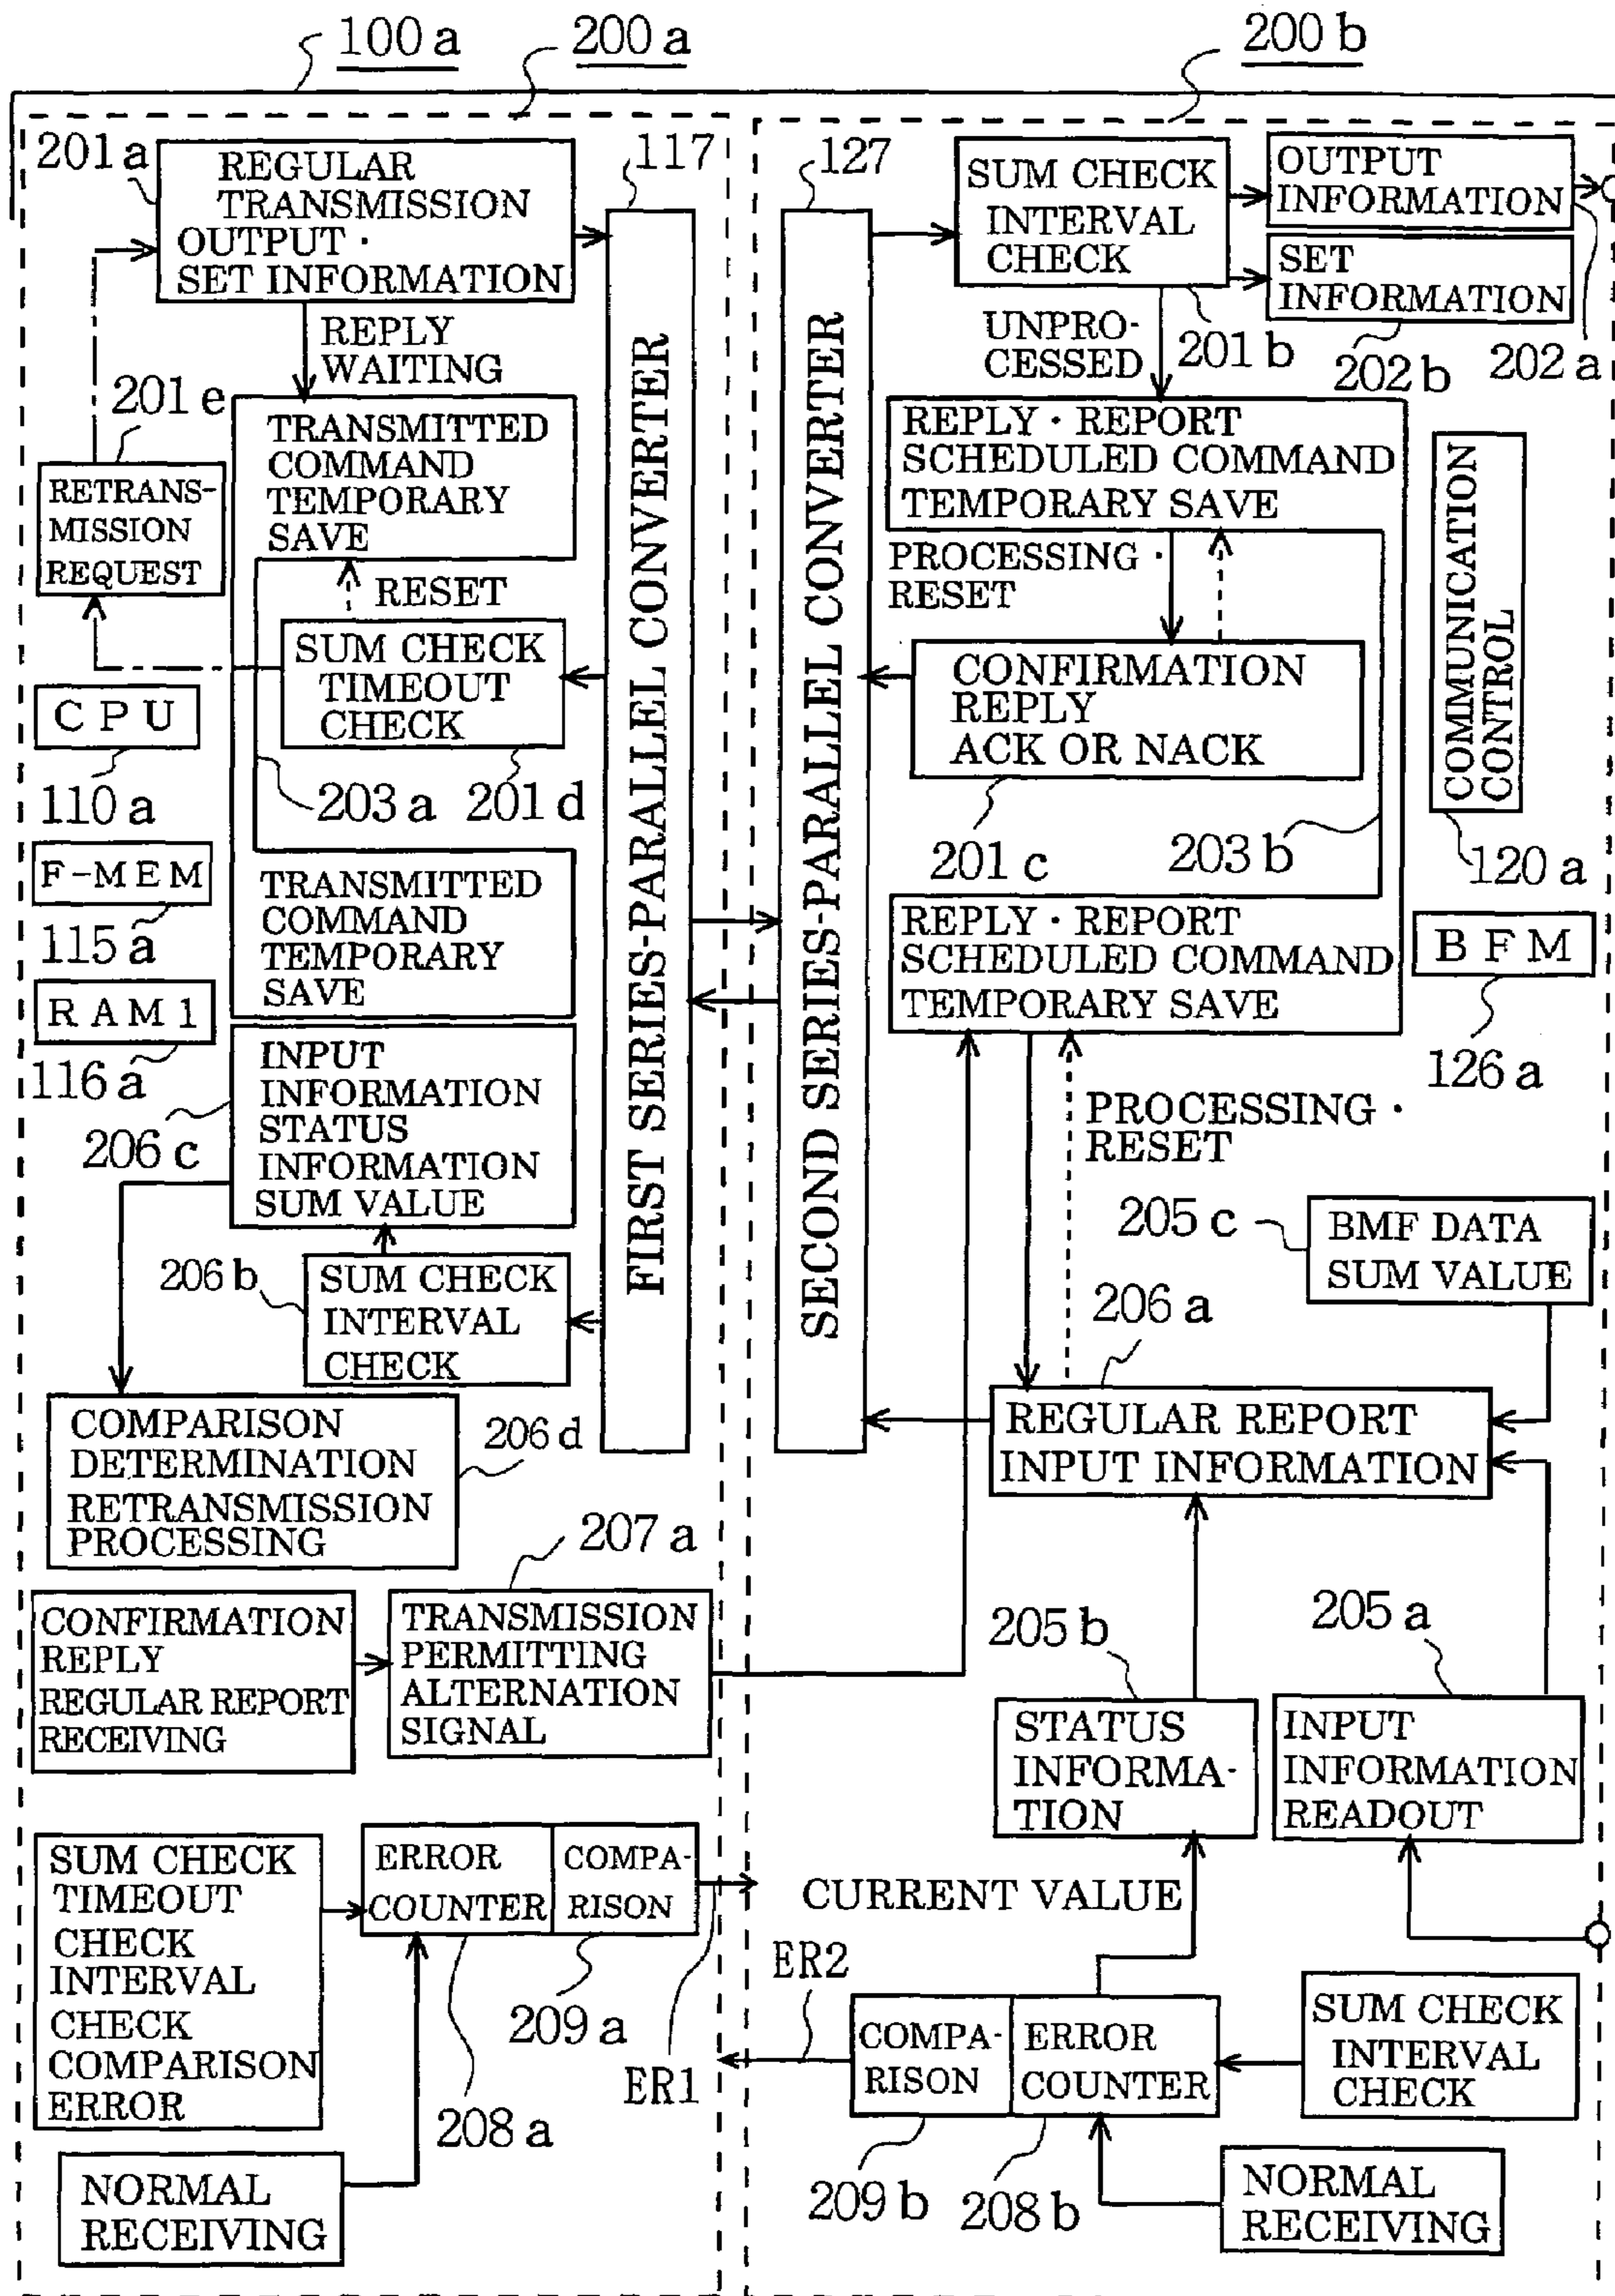 100a
200a
200b
201a
REGULAR
TRANSMISSION
OUTPUT・
SET INFORMATION
117
127
SUM CHECK
INTERVAL
CHECK
OUTPUT
INFORMATION
SET
INFORMATION
REPLY
WAITING
UNPRO-
CESSED
201b
202b
202a
201e
RETRANS-
MISSION
REQUEST
TRANSMITTED
COMMAND
TEMPORARY
SAVE
RESET
SUM CHECK
TIMEOUT
CHECK
CPU
110a
203a
201d
F-MEM
115a
TRANSMITTED
COMMAND
TEMPORARY
SAVE
RAM1
116a
INPUT
INFORMATION
STATUS
INFORMATION
SUM VALUE
206c
206b
SUM CHECK
INTERVAL
CHECK
COMPARISON
DETERMINATION
RETRANSMISSION
PROCESSING
206d
FIRST SERIES-PARALLEL CONVERTER
SECOND SERIES-PARALLEL CONVERTER
REPLY・REPORT
SCHEDULED COMMAND
TEMPORARY SAVE
PROCESSING・
RESET
CONFIRMATION
REPLY
ACK OR NACK
201c
203b
COMMUNICATION
CONTROL
120a
REPLY・REPORT
SCHEDULED COMMAND
TEMPORARY SAVE
BFM
126a
PROCESSING・
RESET
205c
BMF DATA
SUM VALUE
206a
REGULAR REPORT
INPUT INFORMATION
207a
CONFIRMATION
REPLY
REGULAR REPORT
RECEIVING
TRANSMISSION
PERMITTING
ALTERNATION
SIGNAL
205b
205a
STATUS
INFORMA-
TION
INPUT
INFORMATION
READOUT
SUM CHECK
TIMEOUT
CHECK
INTERVAL
CHECK
COMPARISON
ERROR
ERROR
COUNTER
COMPA-
RISON
CURRENT VALUE
209a
ER1
208a
NORMAL
RECEIVING
ER2
COMPA-
RISON
ERROR
COUNTER
SUM CHECK
INTERVAL
CHECK
209b
208b
NORMAL
RECEIVING